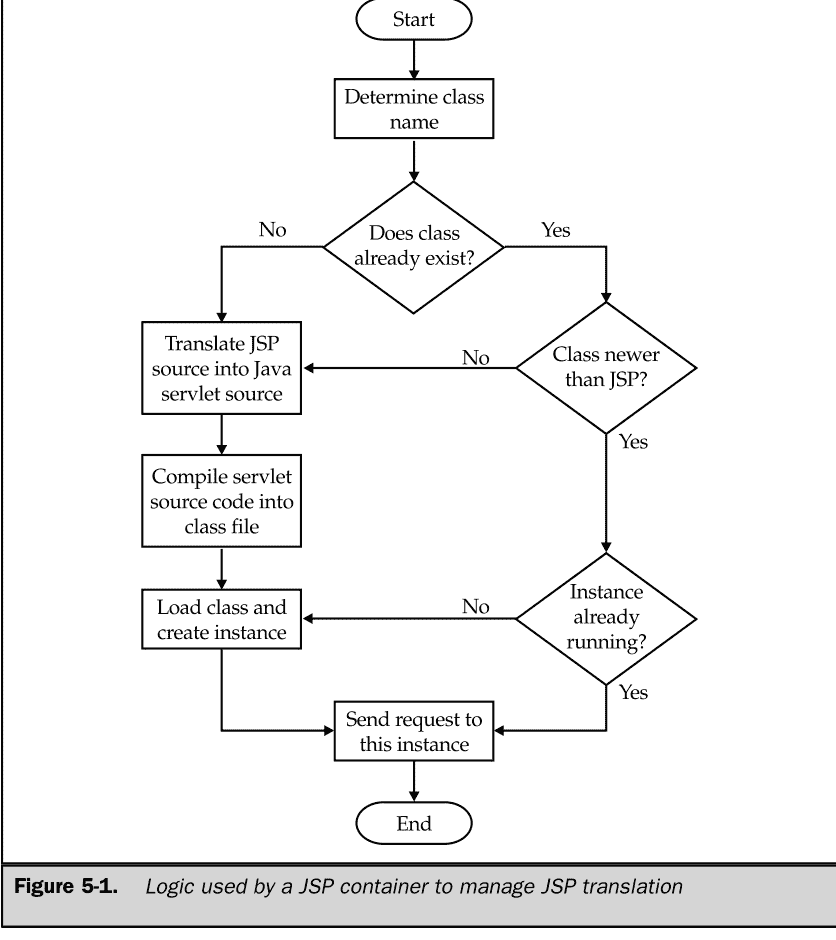 Start
Determine class
name
Does class
already exist?
No
Yes
Translate JSP
source into Java
servlet source
No
Class newer
than JSP?
Yes
Compile servlet
source code into
class file
Load class and
create instance
No
Instance
already
running?
Yes
Send request to
this instance
End
Figure 5-1. Logic used by a JSP container to manage JSP translation